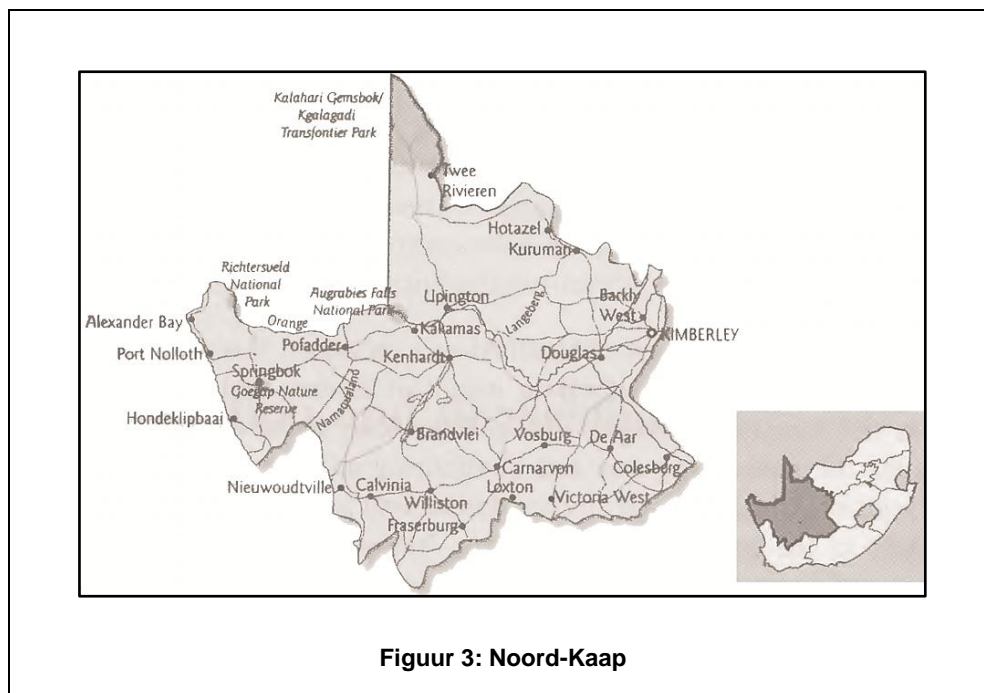 Kalahari Gemsbok/
Kgalagadi
Transfontier Park
Twee
Rivieren
Hotazel
Kuruman
Richtersveld
National
Park
Augrabies Falls
National Park
Orange
Upington
Langeberg
Barkly
West
Alexander Bay
Kakamas
KIMBERLEY
Port Nolloth
Pofadder
Kenhardt
Douglas
Springbok
Goegap Nature
Reserve
Namaqualand
Hondeklipbaai
Brandvlei
Vosburg
De Aar
Carnarvon
Colesberg
Nieuwoudtville
Calvinia
Williston
Loxton
Victoria West
Fraserburg
Figuur 3: Noord-Kaap